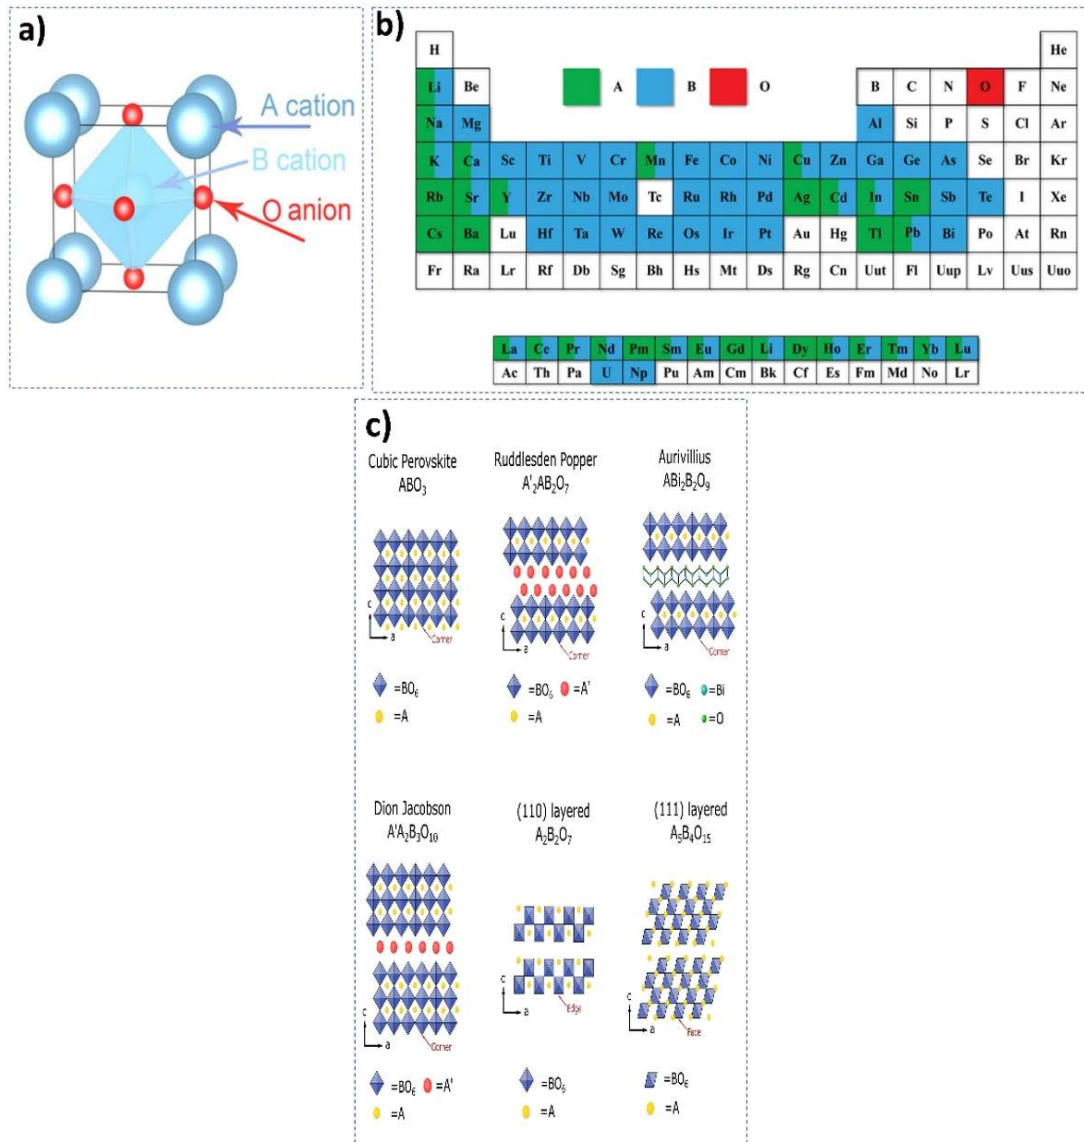 a)
A cation
B cation
O anion
b)
H He
Li Be A B O B C N O F Ne
Na Mg Al Si P S Cl Ar
K Ca Sc Ti V Cr Mn Fe Co Ni Cu Zn Ga Ge As Se Br Kr
Rb Sr Y Zr Nb Mo Tc Ru Rh Pd Ag Cd In Sn Sb Te I Xe
Cs Ba Lu Hf Ta W Re Os Ir Pt Au Hg Tl Pb Bi Po At Rn
Fr Ra Lr Rf Db Sg Bh Hs Mt Ds Rg Cn Uut Fl Uup Lv Uus Uuo
La Ce Pr Nd Pm Sm Eu Gd Li Dy Ho Er Tm Yb Lu
Ac Th Pa U Np Pu Am Cm Bk Cf Es Fm Md No Lr
c)
Cubic Perovskite
ABO₃
c
a
Corner
=BO₆
=A
Ruddlesden Popper
A'₂AB₂O₇
c
a
Corner
=BO₆ =A'
=A
Aurivillius
ABi₂B₂O₉
c
a
Corner
=BO₆ =Bi
=A =O
Dion Jacobson
A'A₂B₃O₁₀
c
a
Corner
=BO₆ =A'
=A
(110) layered
A₂B₂O₇
c
a
Edge
=BO₆
=A
(111) layered
A₅B₄O₁₅
c
a
Face
=BO₆
=A